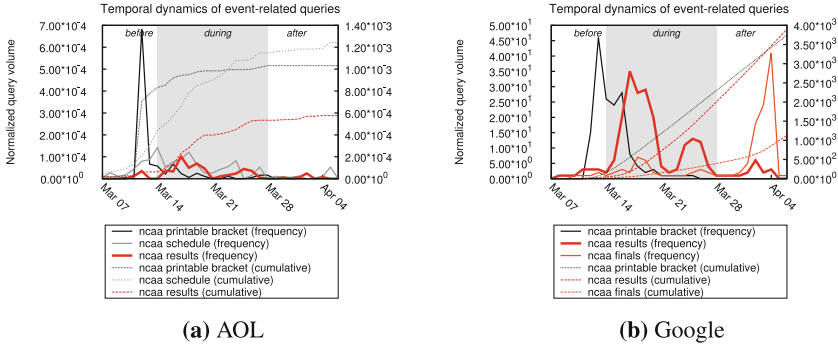 Temporal dynamics of event-related queries
Normalized query volume
7.00*10^-4
6.00*10^-4
5.00*10^-4
4.00*10^-4
3.00*10^-4
2.00*10^-4
1.00*10^-4
0.00*10^0
before
during
after
1.40*10^-3
1.20*10^-3
1.00*10^-3
8.00*10^-4
6.00*10^-4
4.00*10^-4
2.00*10^-4
0.00*10^0
Mar 07
Mar 14
Mar 21
Mar 28
Apr 04
ncaa printable bracket (frequency)
ncaa schedule (frequency)
ncaa results (frequency)
ncaa printable bracket (cumulative)
ncaa schedule (cumulative)
ncaa results (cumulative)
(a) AOL
Temporal dynamics of event-related queries
Normalized query volume
5.00*10^1
4.50*10^1
4.00*10^1
3.50*10^1
3.00*10^1
2.50*10^1
2.00*10^1
1.50*10^1
1.00*10^1
5.00*10^0
0.00*10^0
before
during
after
4.00*10^3
3.50*10^3
3.00*10^3
2.50*10^3
2.00*10^3
1.50*10^3
1.00*10^3
5.00*10^2
0.00*10^0
Mar 07
Mar 14
Mar 21
Mar 28
Apr 04
ncaa printable bracket (frequency)
ncaa results (frequency)
ncaa finals (frequency)
ncaa printable bracket (cumulative)
ncaa results (cumulative)
ncaa finals (cumulative)
(b) Google